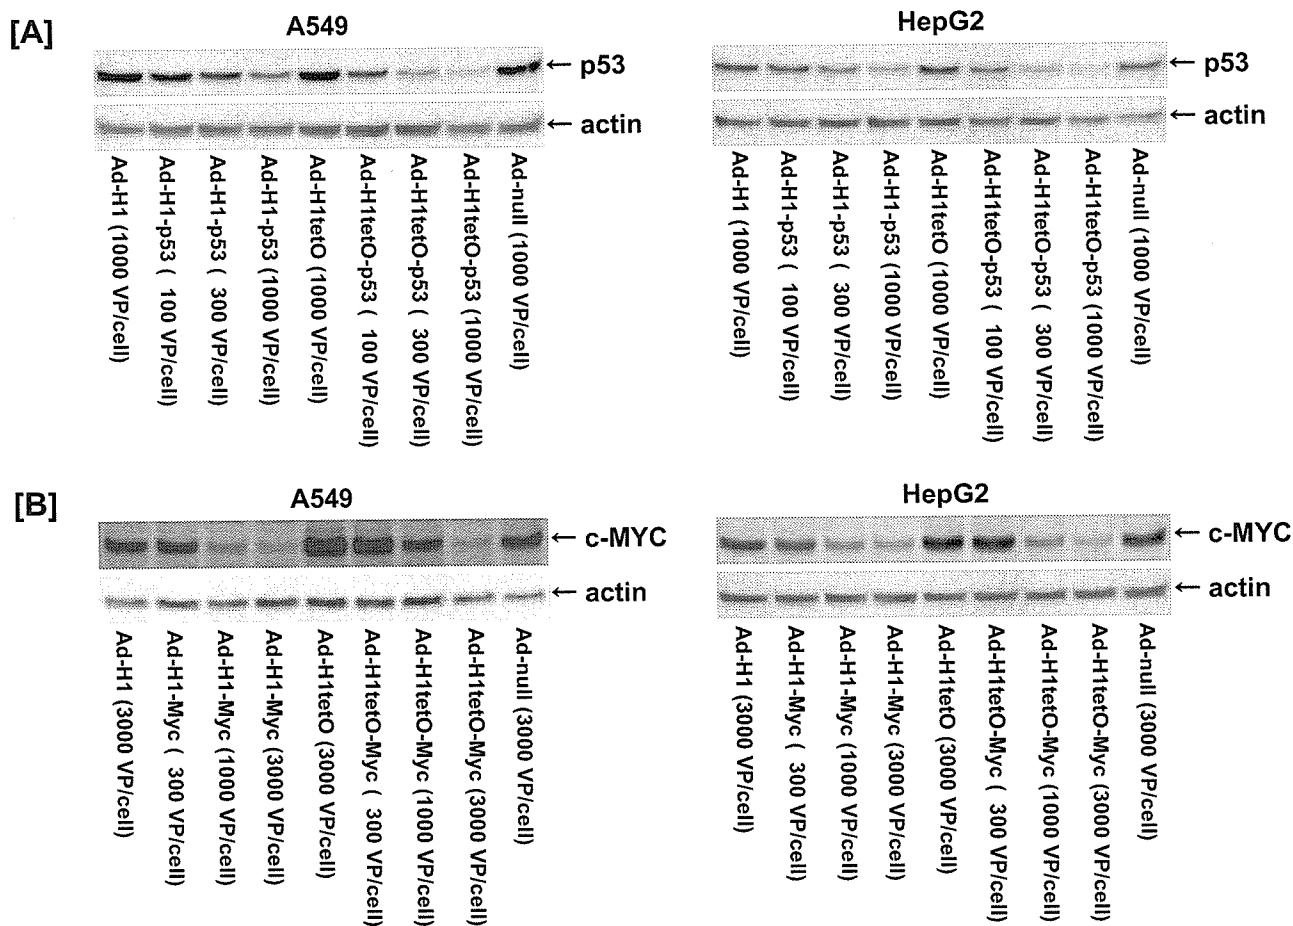 [A]
A549
← p53
← actin
Ad-H1 (1000 VP/cell)
Ad-H1-p53 ( 100 VP/cell)
Ad-H1-p53 ( 300 VP/cell)
Ad-H1-p53 (1000 VP/cell)
Ad-H1tetO (1000 VP/cell)
Ad-H1tetO-p53 ( 100 VP/cell)
Ad-H1tetO-p53 ( 300 VP/cell)
Ad-H1tetO-p53 (1000 VP/cell)
Ad-null (1000 VP/cell)
HepG2
← p53
← actin
Ad-H1 (1000 VP/cell)
Ad-H1-p53 ( 100 VP/cell)
Ad-H1-p53 ( 300 VP/cell)
Ad-H1-p53 (1000 VP/cell)
Ad-H1tetO (1000 VP/cell)
Ad-H1tetO-p53 ( 100 VP/cell)
Ad-H1tetO-p53 ( 300 VP/cell)
Ad-H1tetO-p53 (1000 VP/cell)
Ad-null (1000 VP/cell)
[B]
A549
← c-MYC
← actin
Ad-H1 (3000 VP/cell)
Ad-H1-Myc ( 300 VP/cell)
Ad-H1-Myc (1000 VP/cell)
Ad-H1-Myc (3000 VP/cell)
Ad-H1tetO (3000 VP/cell)
Ad-H1tetO-Myc ( 300 VP/cell)
Ad-H1tetO-Myc (1000 VP/cell)
Ad-H1tetO-Myc (3000 VP/cell)
Ad-null (3000 VP/cell)
HepG2
← c-MYC
← actin
Ad-H1 (3000 VP/cell)
Ad-H1-Myc ( 300 VP/cell)
Ad-H1-Myc (1000 VP/cell)
Ad-H1-Myc (3000 VP/cell)
Ad-H1tetO (3000 VP/cell)
Ad-H1tetO-Myc ( 300 VP/cell)
Ad-H1tetO-Myc (1000 VP/cell)
Ad-H1tetO-Myc (3000 VP/cell)
Ad-null (3000 VP/cell)